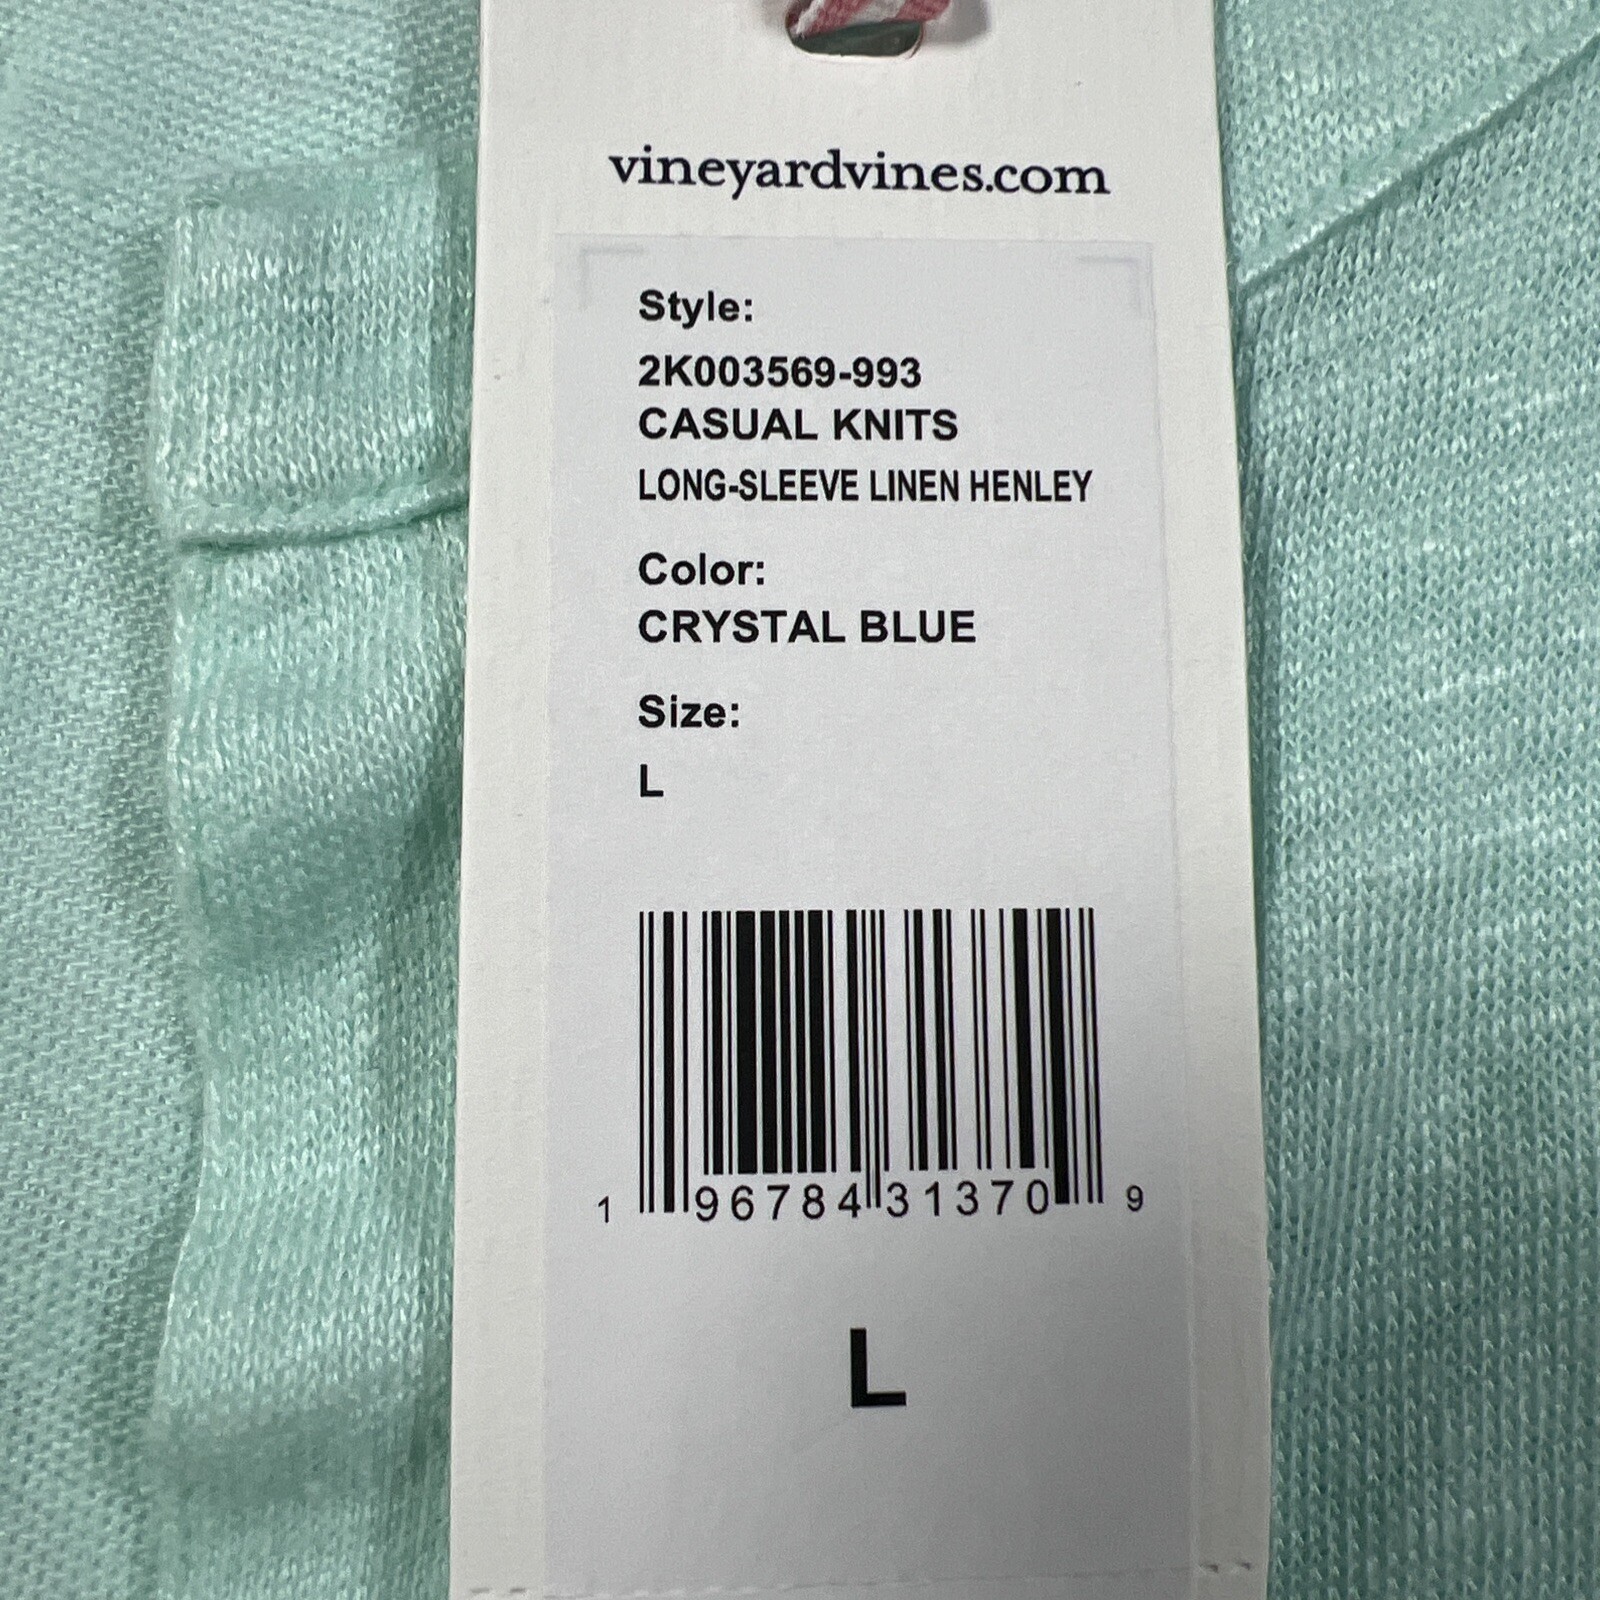 vineyardvines.com
Style:
2K003569-993
CASUAL KNITS
LONG-SLEEVE LINEN HENLEY
Color:
CRYSTAL BLUE
Size:
L
1 96784 31370 9
L